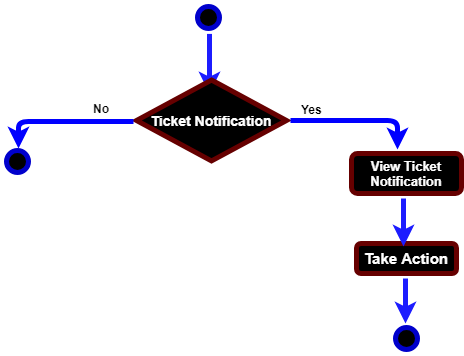 No
Ticket Notification
Yes
View Ticket
Notification
Take Action